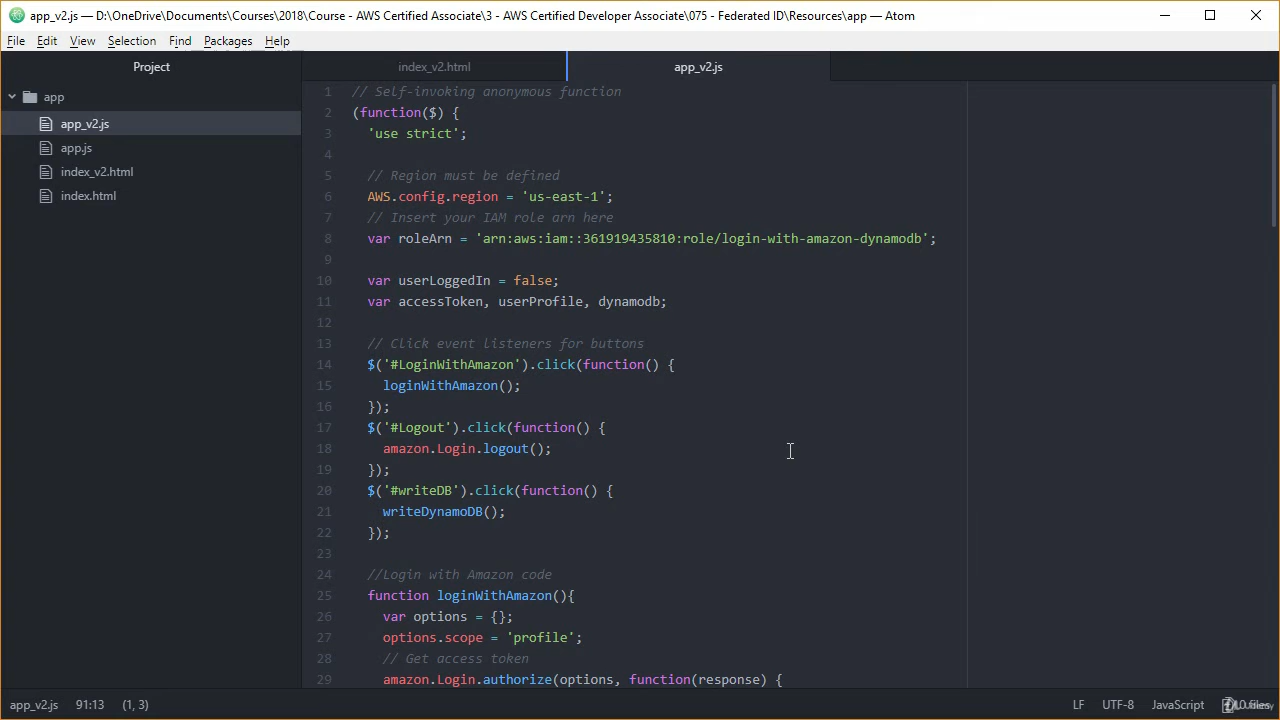 app_v2.js — D:\OneDrive\Documents\Courses\2018\Course - AWS Certified Associate\3 - AWS Certified Developer Associate\075 - Federated ID\Resources\app — Atom
File Edit View Selection Find Packages Help
Project
index_v2.html
app_v2.js
app
app_v2.js
app.js
index_v2.html
index.html
1 // Self-invoking anonymous function
2 (function($) {
3 'use strict';
4
5 // Region must be defined
6 AWS.config.region = 'us-east-1';
7 // Insert your IAM role arn here
8 var roleArn = 'arn:aws:iam::361919435810:role/login-with-amazon-dynamodb';
9
10 var userLoggedIn = false;
11 var accessToken, userProfile, dynamodb;
12
13 // Click event listeners for buttons
14 $('#LoginWithAmazon').click(function() {
15 loginWithAmazon();
16 });
17 $('#Logout').click(function() {
18 amazon.Login.logout();
19 });
20 $('#writeDB').click(function() {
21 writeDynamoDB();
22 });
23
24 //Login with Amazon code
25 function loginWithAmazon(){
26 var options = {};
27 options.scope = 'profile';
28 // Get access token
29 amazon.Login.authorize(options, function(response) {
app_v2.js 91:13 (1, 3) LF UTF-8 JavaScript files